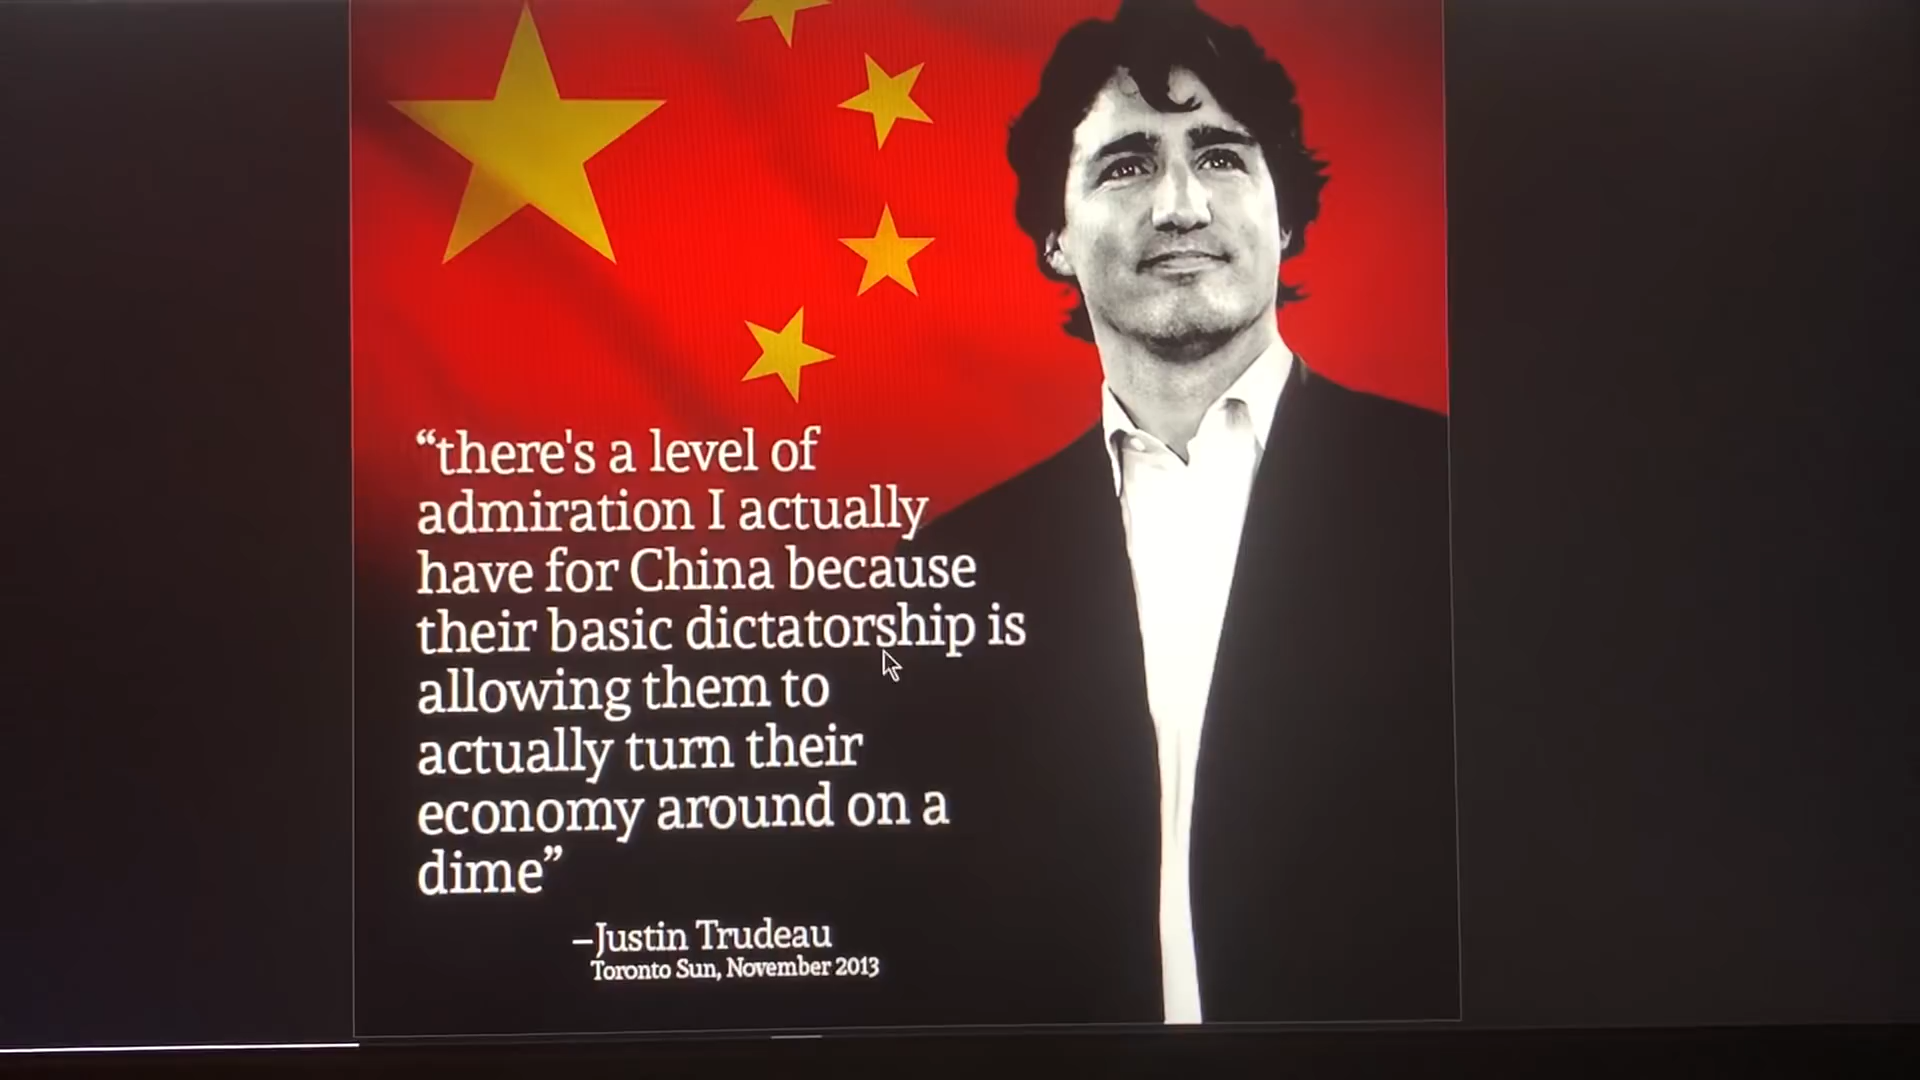 “there's a level of
admiration I actually
have for China because
their basic dictatorship is
allowing them to
actually turn their
economy around on a
dime”
–Justin Trudeau
Toronto Sun, November 2013